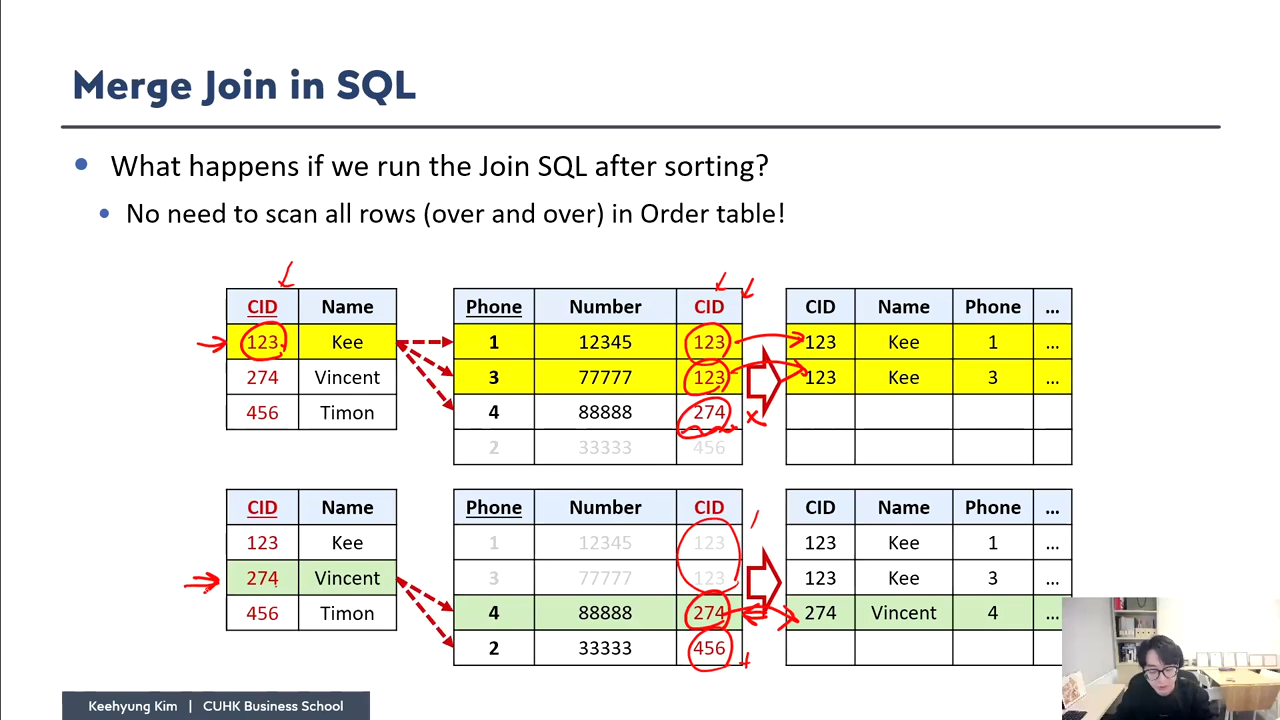 Merge Join in SQL
• What happens if we run the Join SQL after sorting?
• No need to scan all rows (over and over) in Order table!
CID Name
123 Kee
274 Vincent
456 Timon
Phone Number CID
1 12345 123
3 77777 123
4 88888 274
2 33333 456
CID Name Phone ...
123 Kee 1 ...
123 Kee 3 ...
CID Name
123 Kee
274 Vincent
456 Timon
Phone Number CID
1 12345 123
3 77777 123
4 88888 274
2 33333 456
CID Name Phone ...
123 Kee 1 ...
123 Kee 3 ...
274 Vincent 4 ...
Keehyung Kim | CUHK Business School